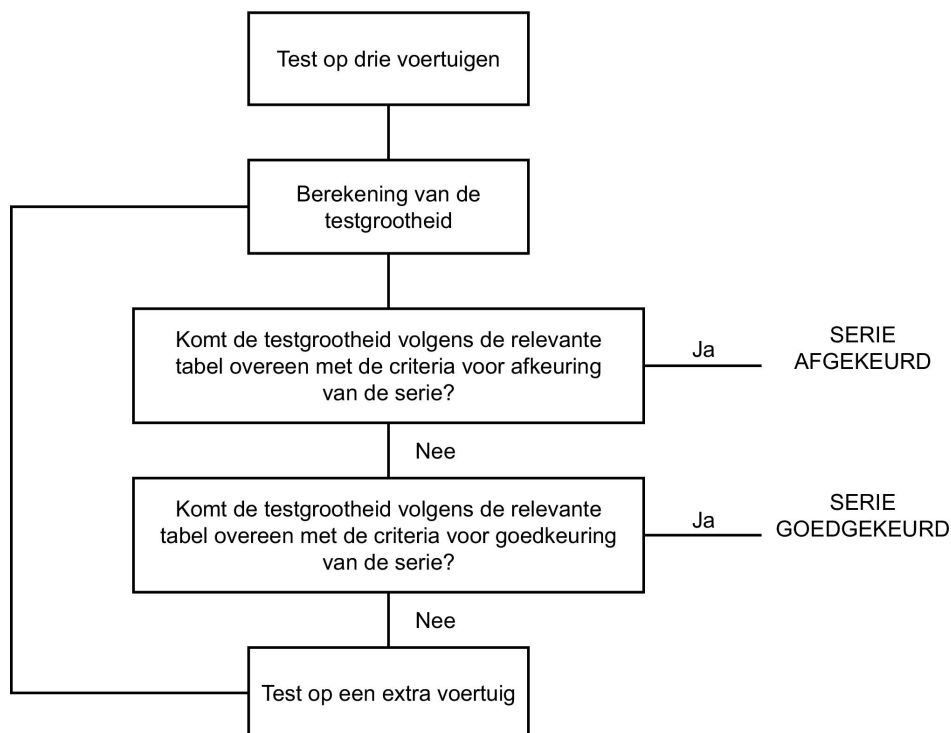 Test op drie voertuigen
Berekening van de
testgrootheid
Komt de testgrootheid volgens de relevante
tabel overeen met de criteria voor afkeuring
van de serie?
Ja
SERIE
AFGEKEURD
Nee
Komt de testgrootheid volgens de relevante
tabel overeen met de criteria voor goedkeuring
van de serie?
Ja
SERIE
GOEDGEKEURD
Nee
Test op een extra voertuig